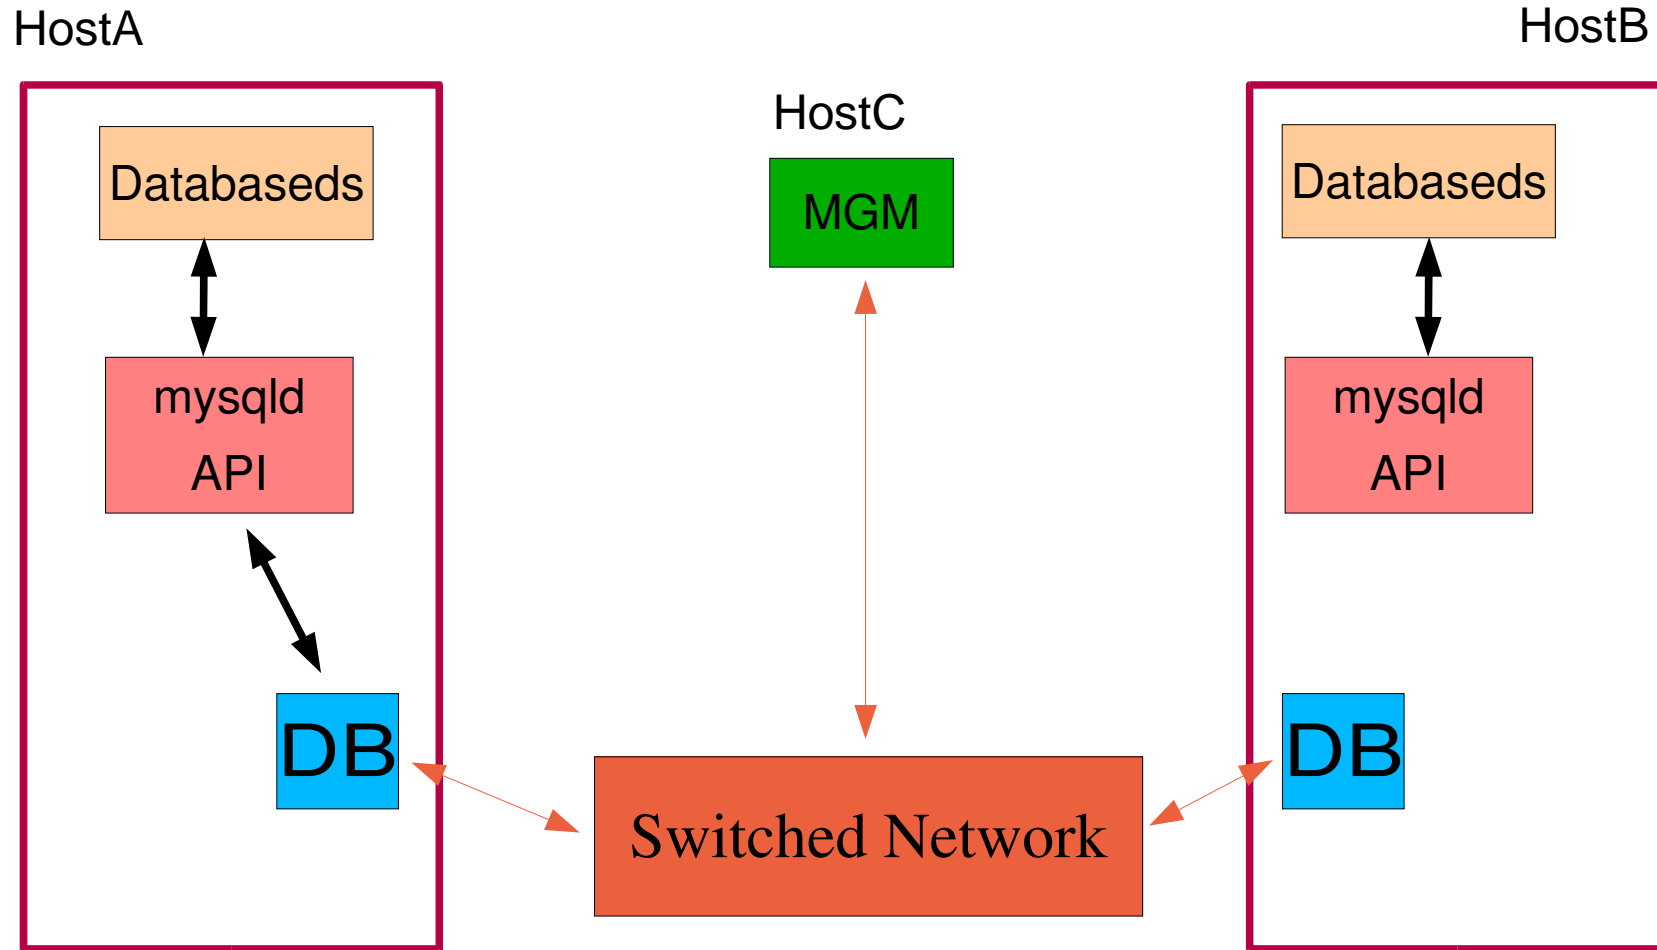 HostA
HostB
HostC
Databaseds
MGM
Databaseds
mysqld
API
mysqld
API
DB
DB
Switched Network